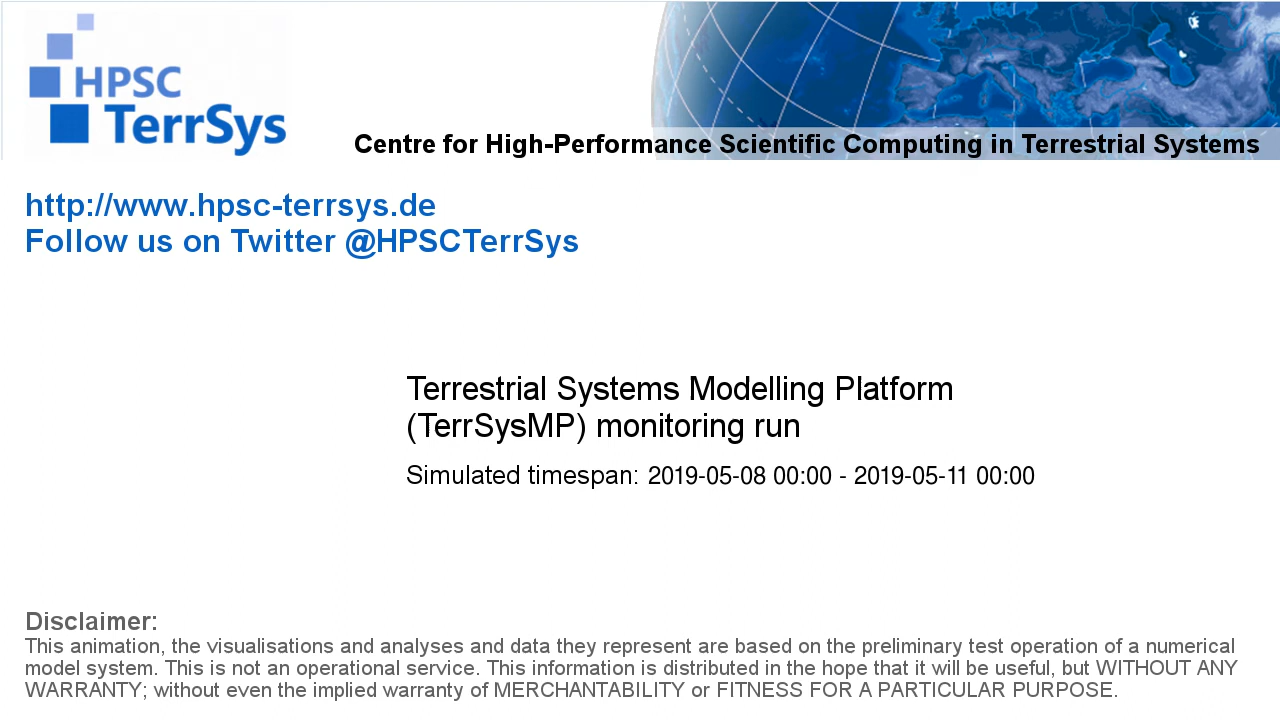 HPSC
TerrSys
Centre for High-Performance Scientific Computing in Terrestrial Systems
http://www.hpsc-terrsys.de
Follow us on Twitter @HPSCTerrSys
Terrestrial Systems Modelling Platform
(TerrSysMP) monitoring run
Simulated timespan: 2019-05-08 00:00 - 2019-05-11 00:00
Disclaimer:
This animation, the visualisations and analyses and data they represent are based on the preliminary test operation of a numerical
model system. This is not an operational service. This information is distributed in the hope that it will be useful, but WITHOUT ANY
WARRANTY; without even the implied warranty of MERCHANTABILITY or FITNESS FOR A PARTICULAR PURPOSE.